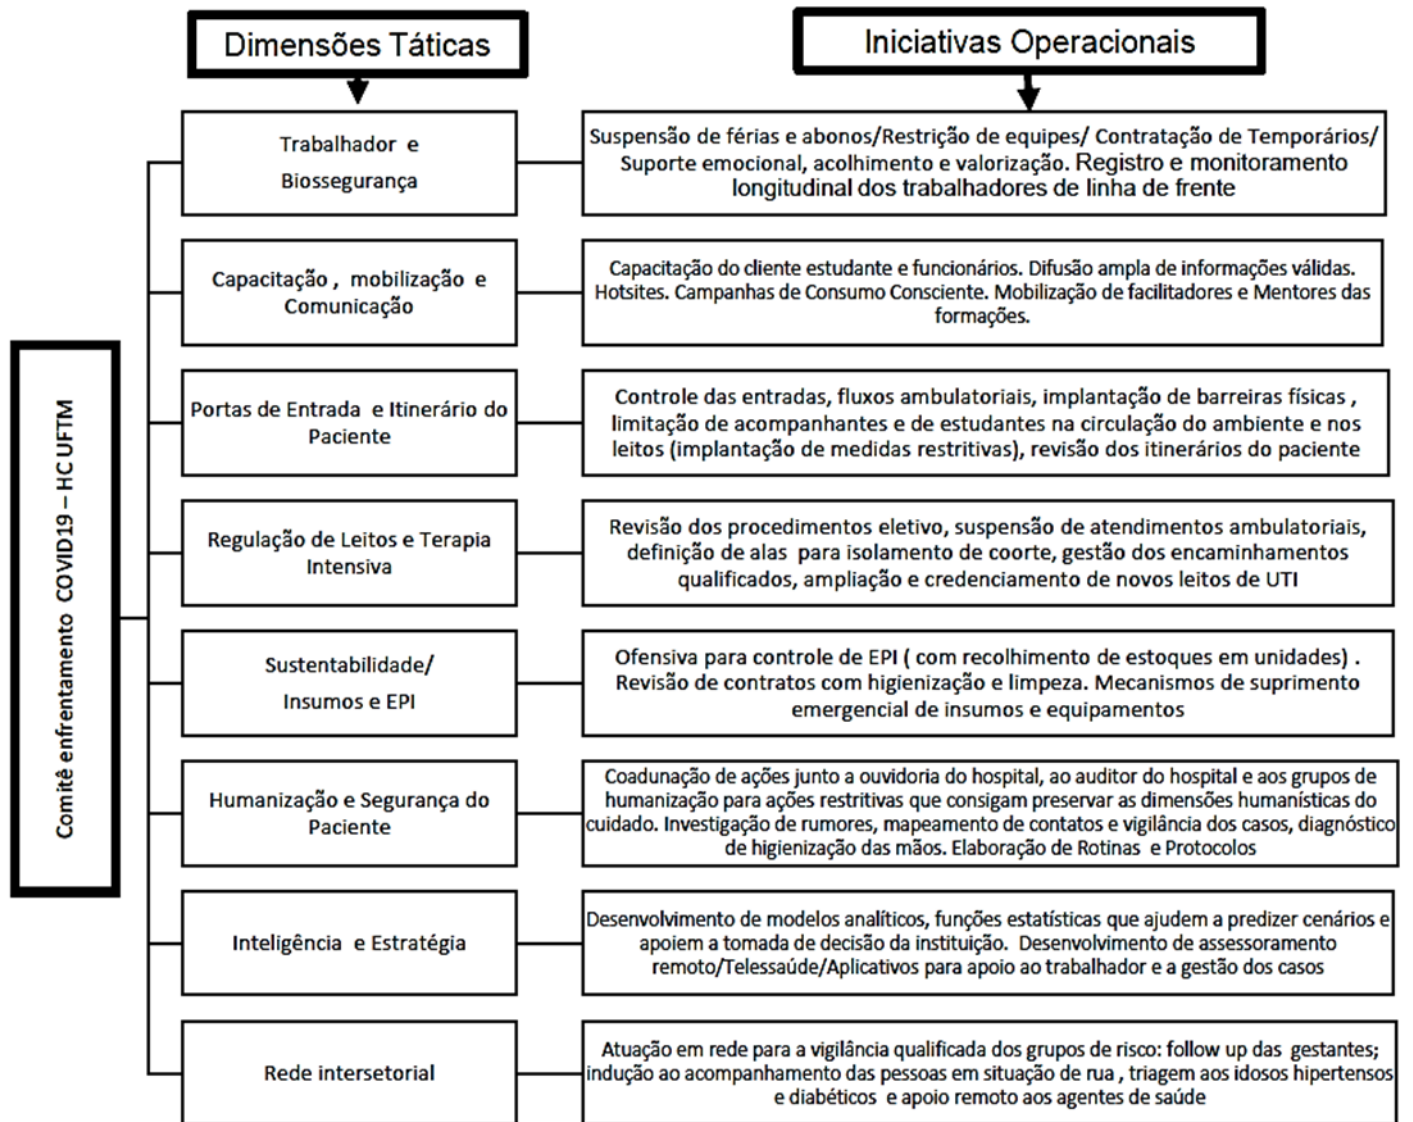 Dimensões Táticas
Iniciativas Operacionais
Comitê enfrentamento COVID19 – HC UFTM
Trabalhador e
Biossegurança
Suspensão de férias e abonos/Restrição de equipes/ Contratação de Temporários/
Suporte emocional, acolhimento e valorização. Registro e monitoramento
longitudinal dos trabalhadores de linha de frente
Capacitação , mobilização e
Comunicação
Capacitação do cliente estudante e funcionários. Difusão ampla de informações válidas.
Hotsites. Campanhas de Consumo Consciente. Mobilização de facilitadores e Mentores das
formações.
Portas de Entrada e Itinerário do
Paciente
Controle das entradas, fluxos ambulatoriais, implantação de barreiras físicas ,
limitação de acompanhantes e de estudantes na circulação do ambiente e nos
leitos (implantação de medidas restritivas), revisão dos itinerários do paciente
Regulação de Leitos e Terapia
Intensiva
Revisão dos procedimentos eletivo, suspensão de atendimentos ambulatoriais,
definição de alas para isolamento de coorte, gestão dos encaminhamentos
qualificados, ampliação e credenciamento de novos leitos de UTI
Sustentabilidade/
Insumos e EPI
Ofensiva para controle de EPI ( com recolhimento de estoques em unidades) .
Revisão de contratos com higienização e limpeza. Mecanismos de suprimento
emergencial de insumos e equipamentos
Humanização e Segurança do
Paciente
Coadunação de ações junto a ouvidoria do hospital, ao auditor do hospital e aos grupos de
humanização para ações restritivas que consigam preservar as dimensões humanísticas do
cuidado. Investigação de rumores, mapeamento de contatos e vigilância dos casos, diagnóstico
de higienização das mãos. Elaboração de Rotinas e Protocolos
Inteligência e Estratégia
Desenvolvimento de modelos analíticos, funções estatísticas que ajudem a predizer cenários e
apoiem a tomada de decisão da instituição. Desenvolvimento de assessoramento
remoto/Telessaúde/Aplicativos para apoio ao trabalhador e a gestão dos casos
Rede intersetorial
Atuação em rede para a vigilância qualificada dos grupos de risco: follow up das gestantes;
indução ao acompanhamento das pessoas em situação de rua , triagem aos idosos hipertensos
e diabéticos e apoio remoto aos agentes de saúde